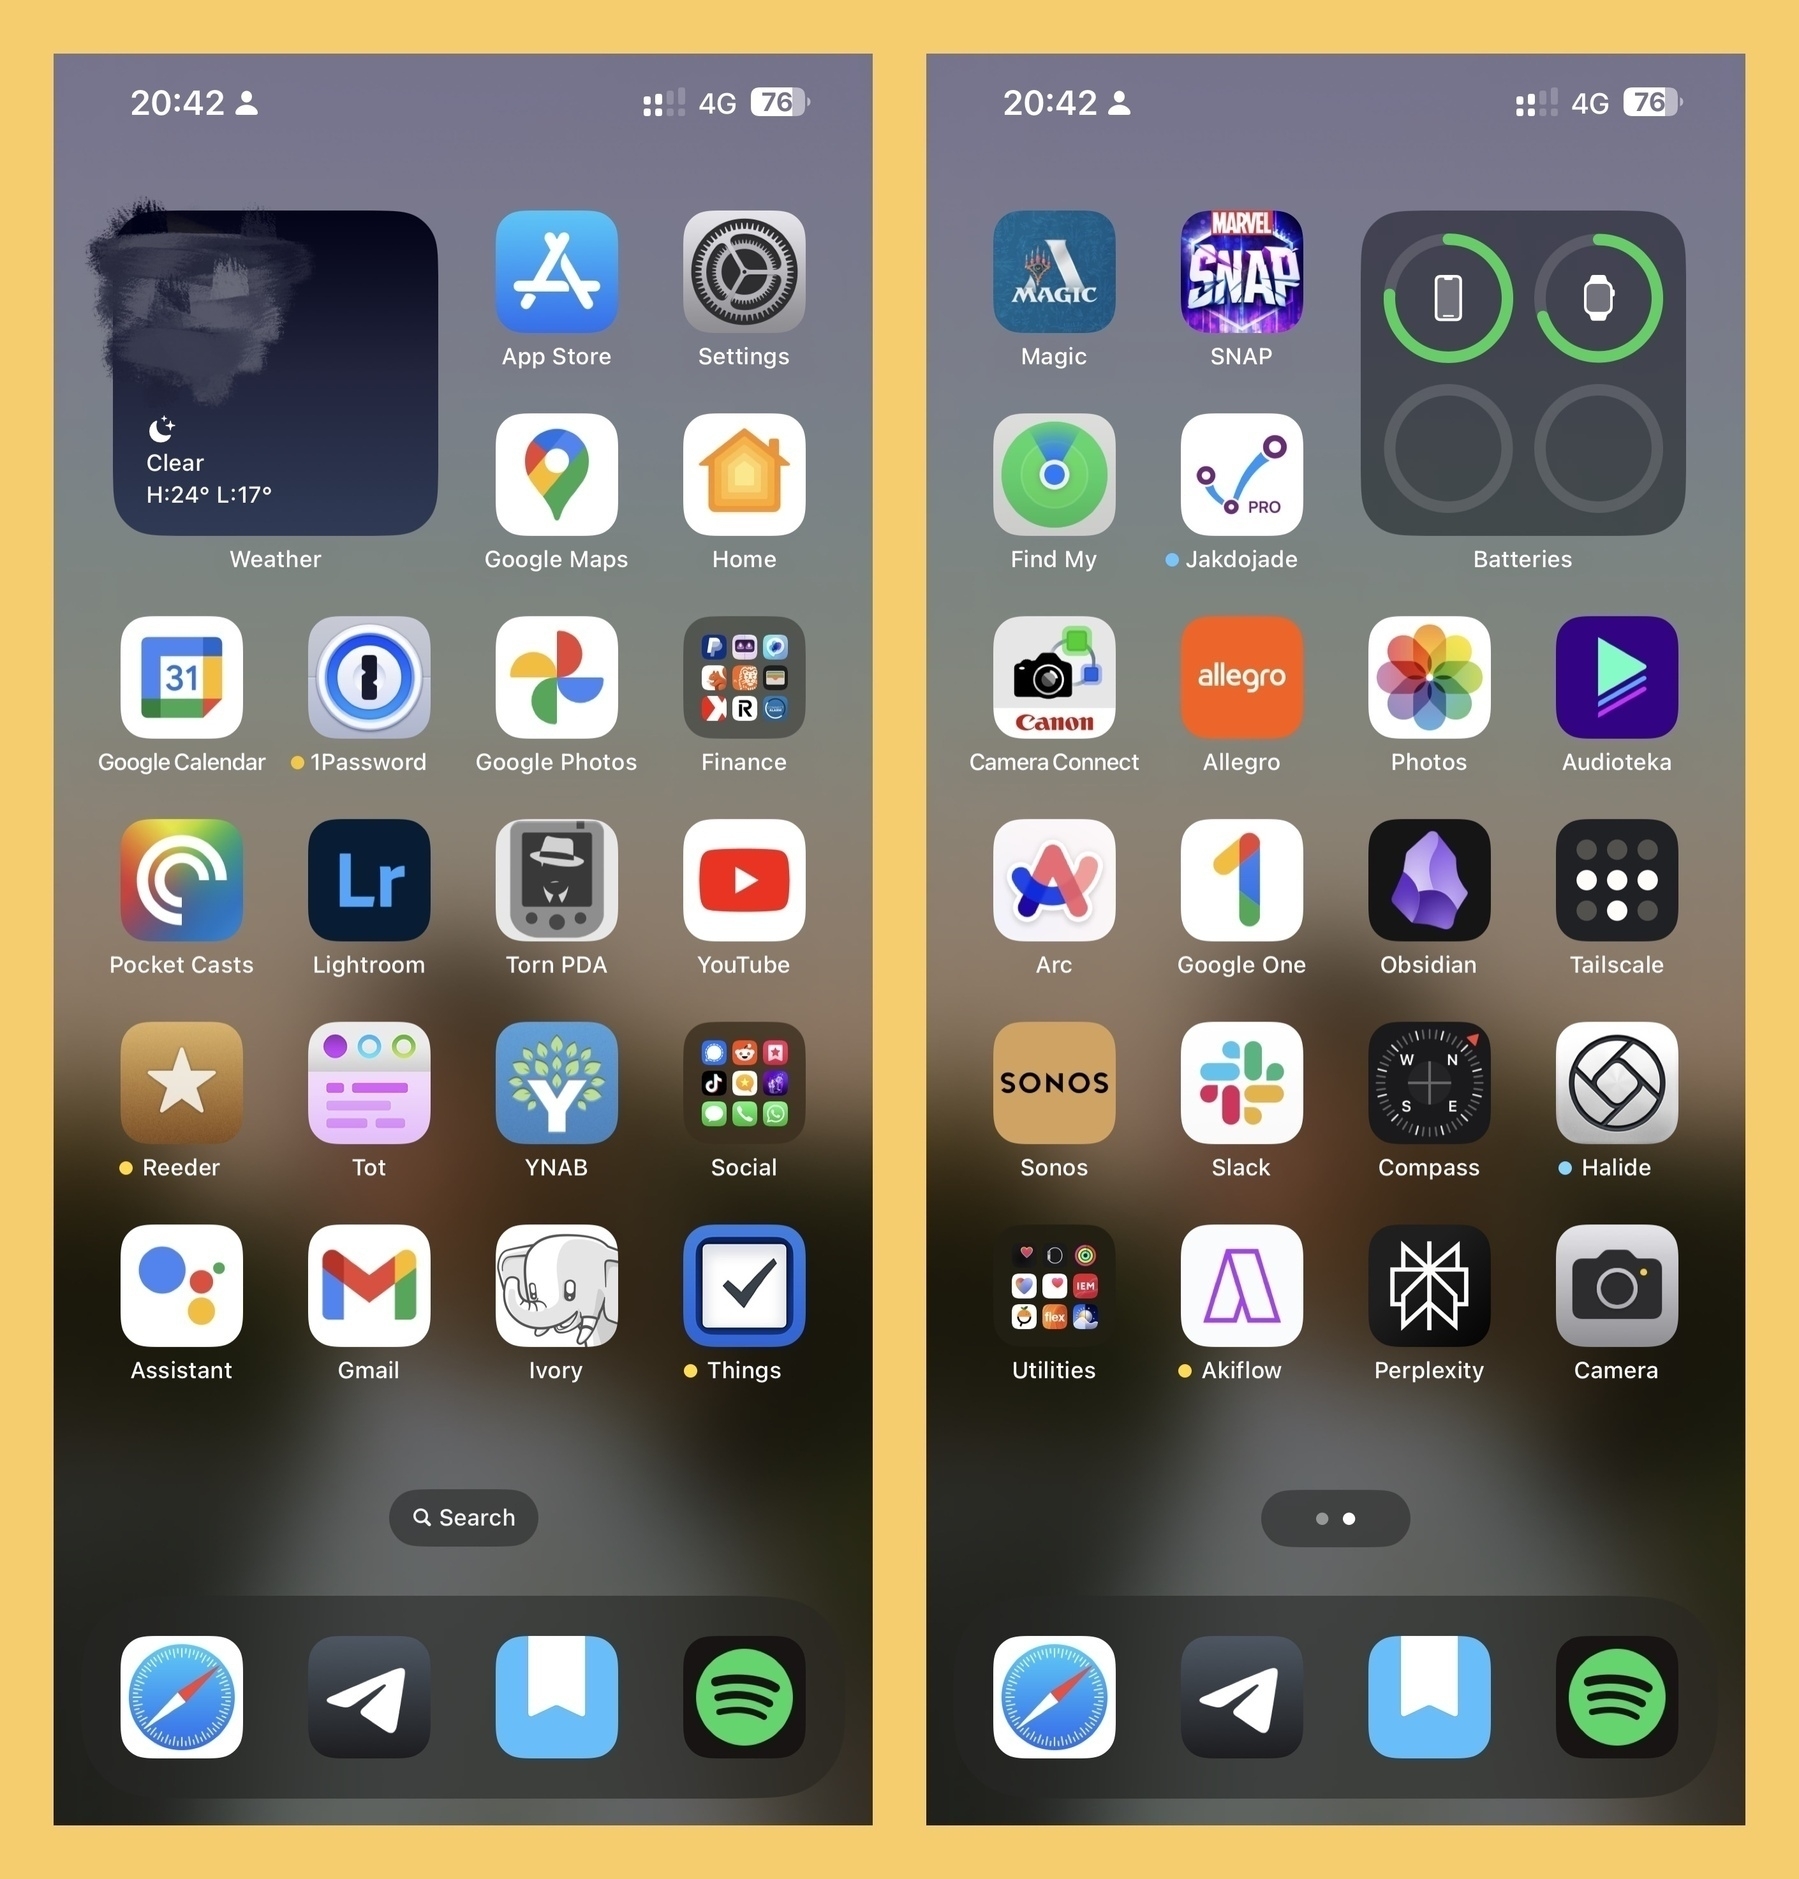 20:42
4G 76
Clear
H:24° L:17°
Weather
App Store
Settings
Google Maps
Home
31
Google Calendar
1Password
Google Photos
Finance
Lr
Pocket Casts
Lightroom
Torn PDA
YouTube
Y
Reeder
Tot
YNAB
Social
Assistant
Gmail
Ivory
Things
Search
20:42
4G 76
MAGIC
MARVEL
SNAP
Magic
SNAP
PRO
Find My
Jakdojade
Batteries
Canon
allegro
Camera Connect
Allegro
Photos
Audioteka
Arc
Google One
Obsidian
Tailscale
SONOS
W N
S E
Sonos
Slack
Compass
Halide
IEM
flex
Utilities
Akiflow
Perplexity
Camera